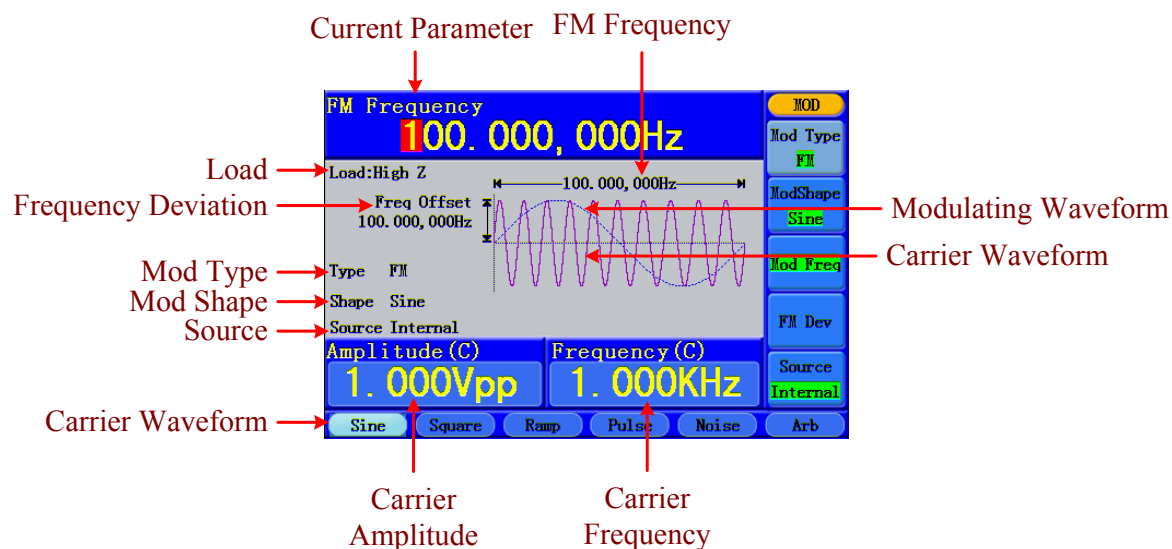 Current Parameter
FM Frequency
FM Frequency
100.000,000Hz
MOD
Mod Type
FM
Load
Load:High Z
100.000,000Hz
ModShape
Sine
Frequency Deviation
Freq Offset
100.000,000Hz
Modulating Waveform
Carrier Waveform
Mod Type
Type FM
Mod Freq
Mod Shape
Shape Sine
Source
Source Internal
FM Dev
Amplitude(C)
1.000Vpp
Frequency(C)
1.000KHz
Source
Internal
Carrier Waveform
Sine
Square
Ramp
Pulse
Noise
Arb
Carrier
Amplitude
Carrier
Frequency